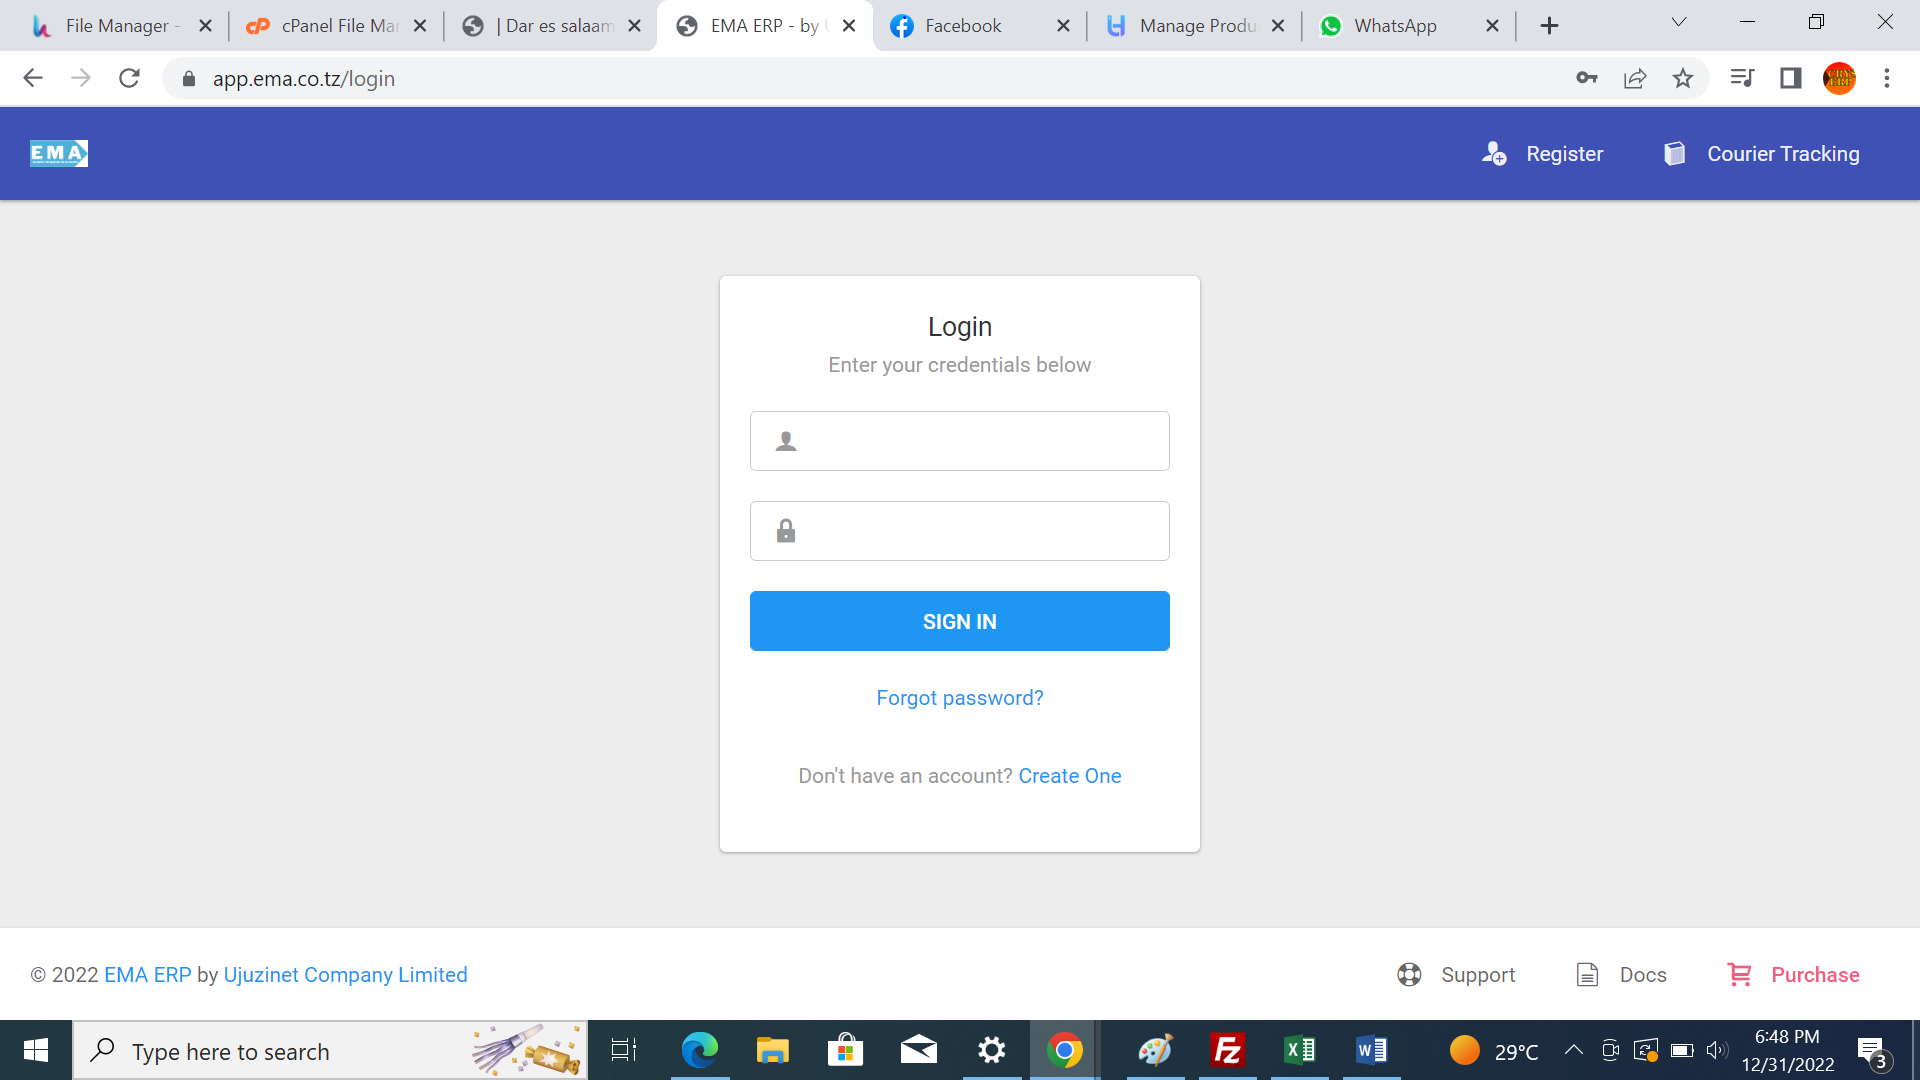 File Manager -
cPanel File Mar
| Dar es salaam
EMA ERP - by U
Facebook
Manage Produ
WhatsApp
app.ema.co.tz/login
EMA
Register
Courier Tracking
Login
Enter your credentials below
SIGN IN
Forgot password?
Don't have an account? Create One
© 2022 EMA ERP by Ujuzinet Company Limited
Support
Docs
Purchase
Type here to search
29°C
6:48 PM
12/31/2022
3